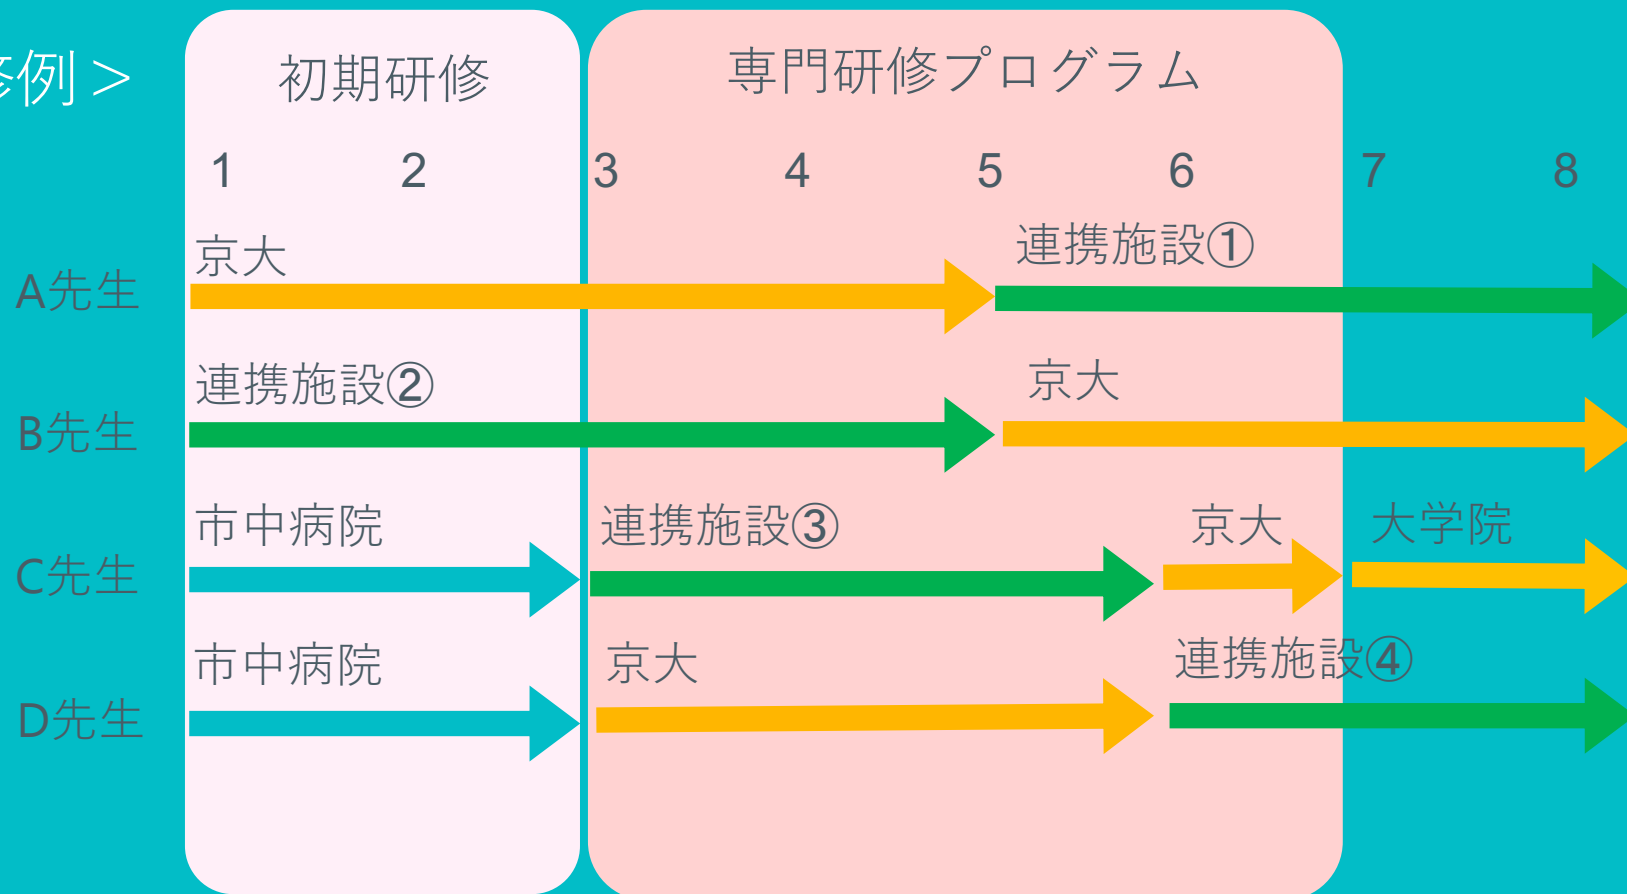 修例＞
初期研修
専門研修プログラム
1 2 3 4 5 6 7 8
京大
連携施設①
A先生
連携施設②
京大
B先生
市中病院
連携施設③
京大
大学院
C先生
市中病院
京大
連携施設④
D先生